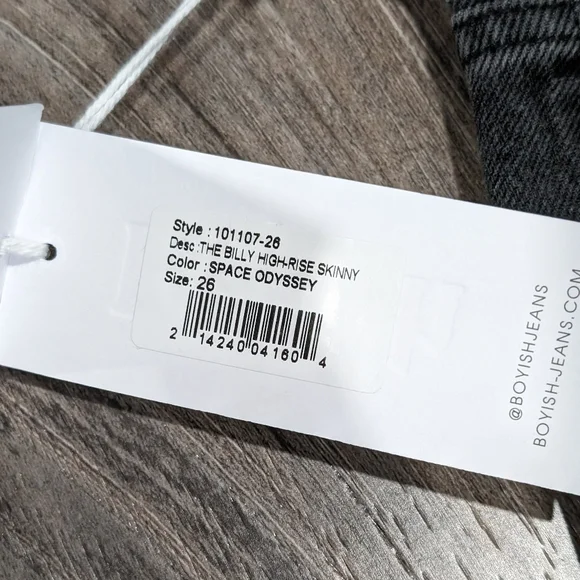 Style : 101107-26
Desc :THE BILLY HIGH-RISE SKINNY
Color : SPACE ODYSSEY
Size: 26
2 14240 04160 4
@BOYISHJEANS
BOYISH-JEANS.COM